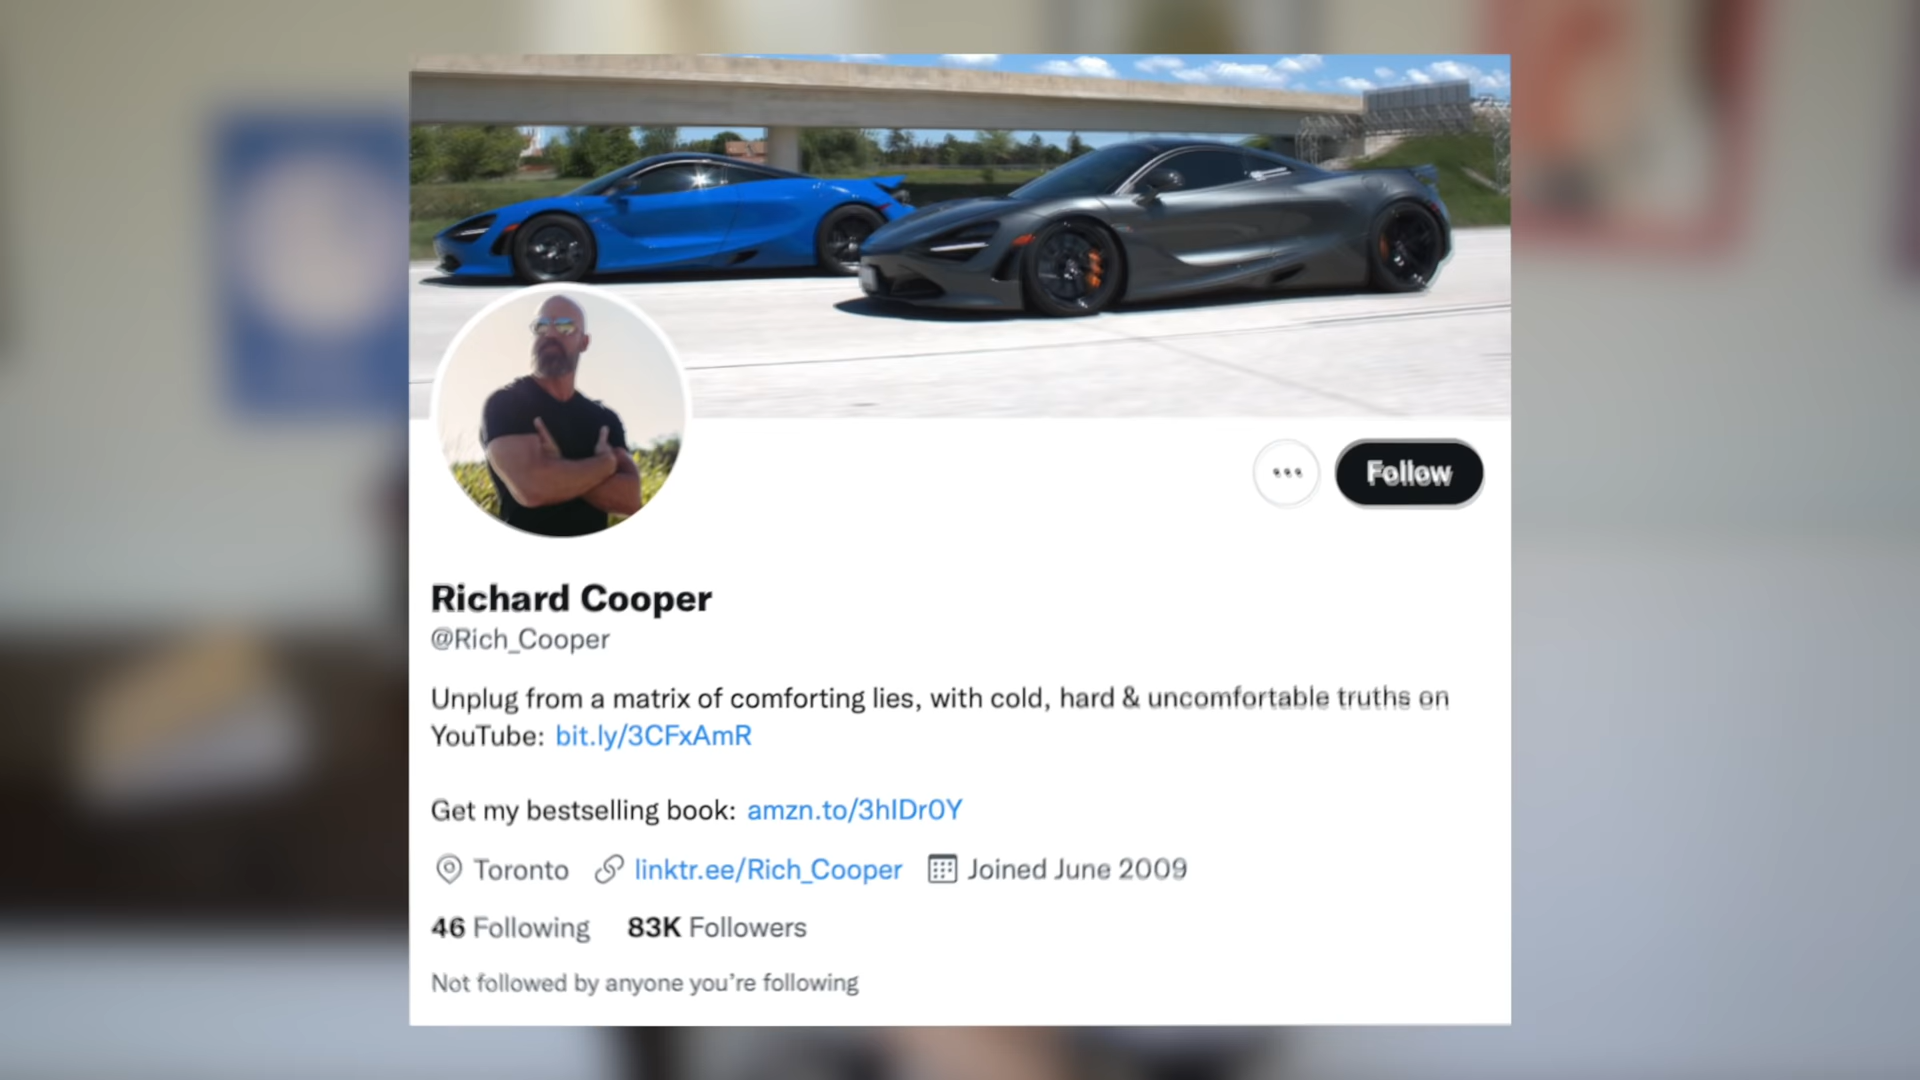 Follow
Richard Cooper
@Rich_Cooper
Unplug from a matrix of comforting lies, with cold, hard & uncomfortable truths on
YouTube: bit.ly/3CFxAmR
Get my bestselling book: amzn.to/3hIDr0Y
Toronto linktr.ee/Rich_Cooper Joined June 2009
46 Following 83K Followers
Not followed by anyone you’re following